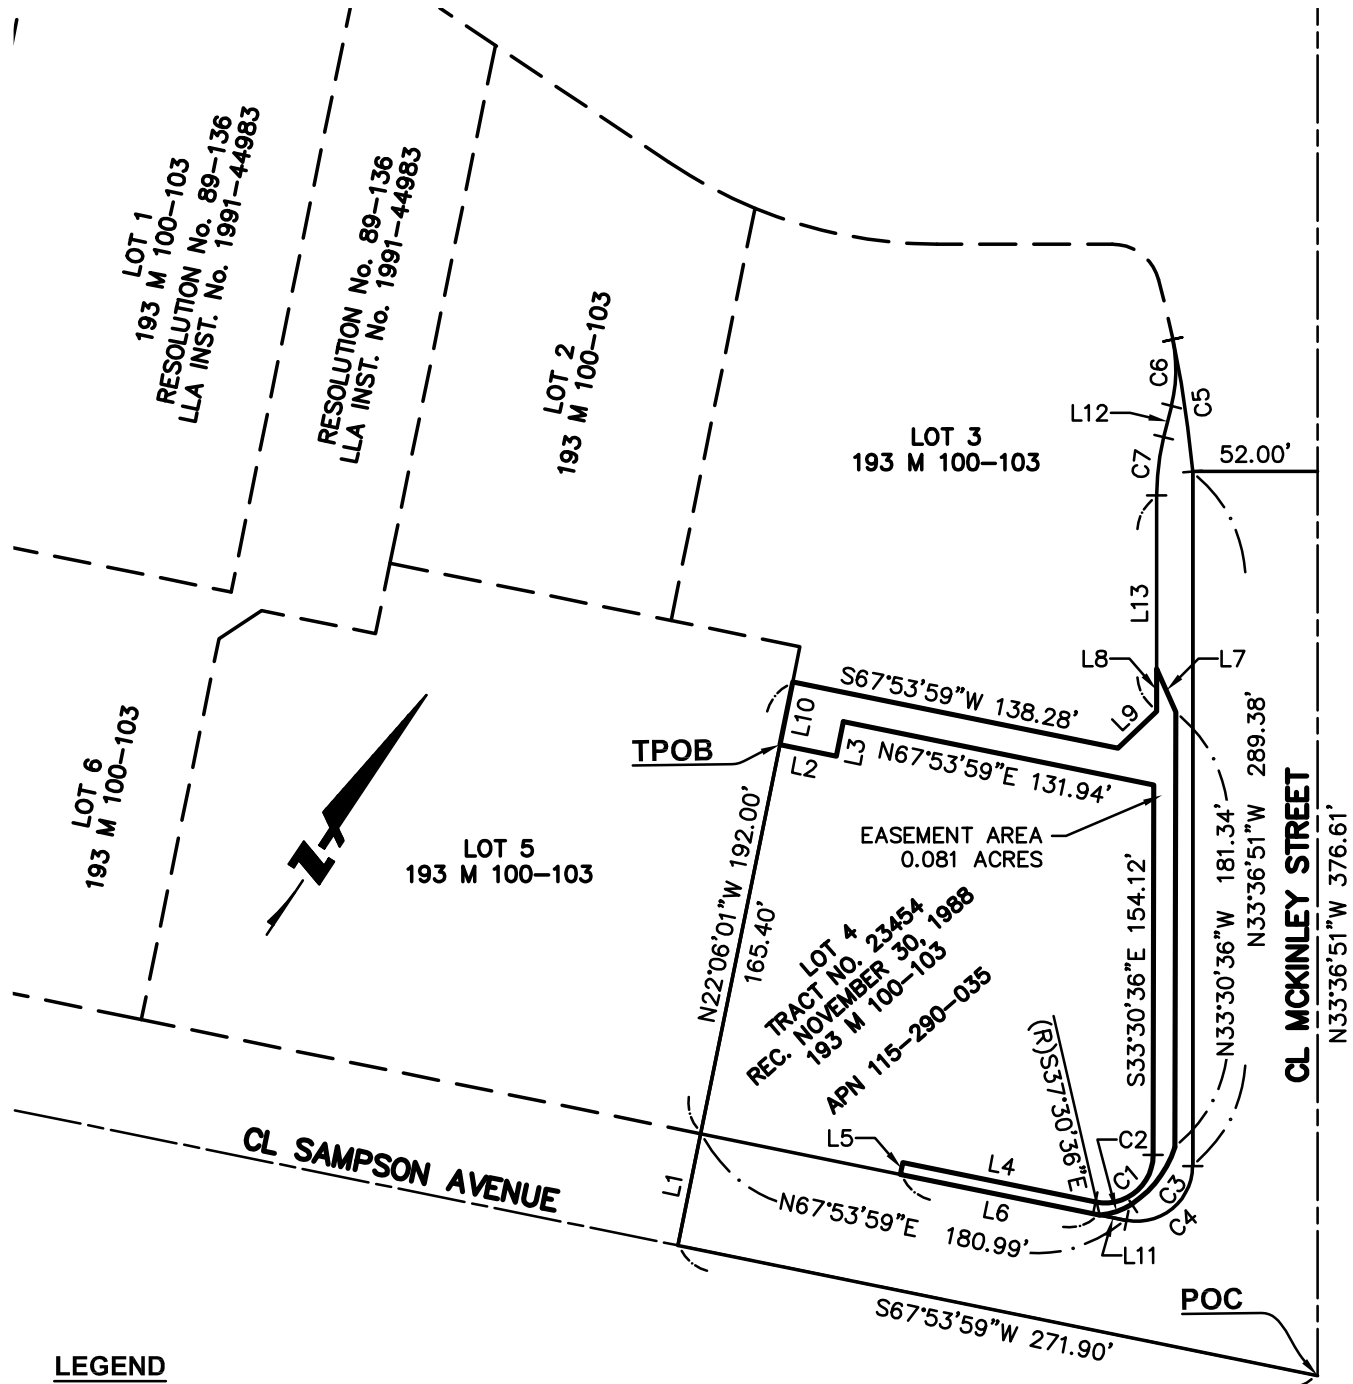 LOT 1
193 M 100-103
RESOLUTION No. 89-136
LLA INST. No. 1991-44983
RESOLUTION No. 89-136
LLA INST. No. 1991-44983
LOT 2
193 M 100-103
LOT 3
193 M 100-103
C6
C5
L12
C7
52.00'
L13
L8
L7
L9
S67°53'59"W 138.28'
L10
TPOB
L2
L3
N67°53'59"E 131.94'
EASEMENT AREA
0.081 ACRES
LOT 6
193 M 100-103
N
LOT 5
193 M 100-103
N22°06'01"W 192.00'
165.40'
LOT 4
TRACT NO. 23454
REC. NOVEMBER 30, 1988
193 M 100-103
APN 115-290-035
S33°30'36"E 154.12'
N33°30'36"W 181.34'
N33°36'51"W 289.38'
CL MCKINLEY STREET
N33°36'51"W 376.61'
(R)S37°30'36"E
C2
C1
C3
C4
L5
L4
L6
L11
L1
N67°53'59"E 180.99'
CL SAMPSON AVENUE
S67°53'59"W 271.90'
POC
LEGEND